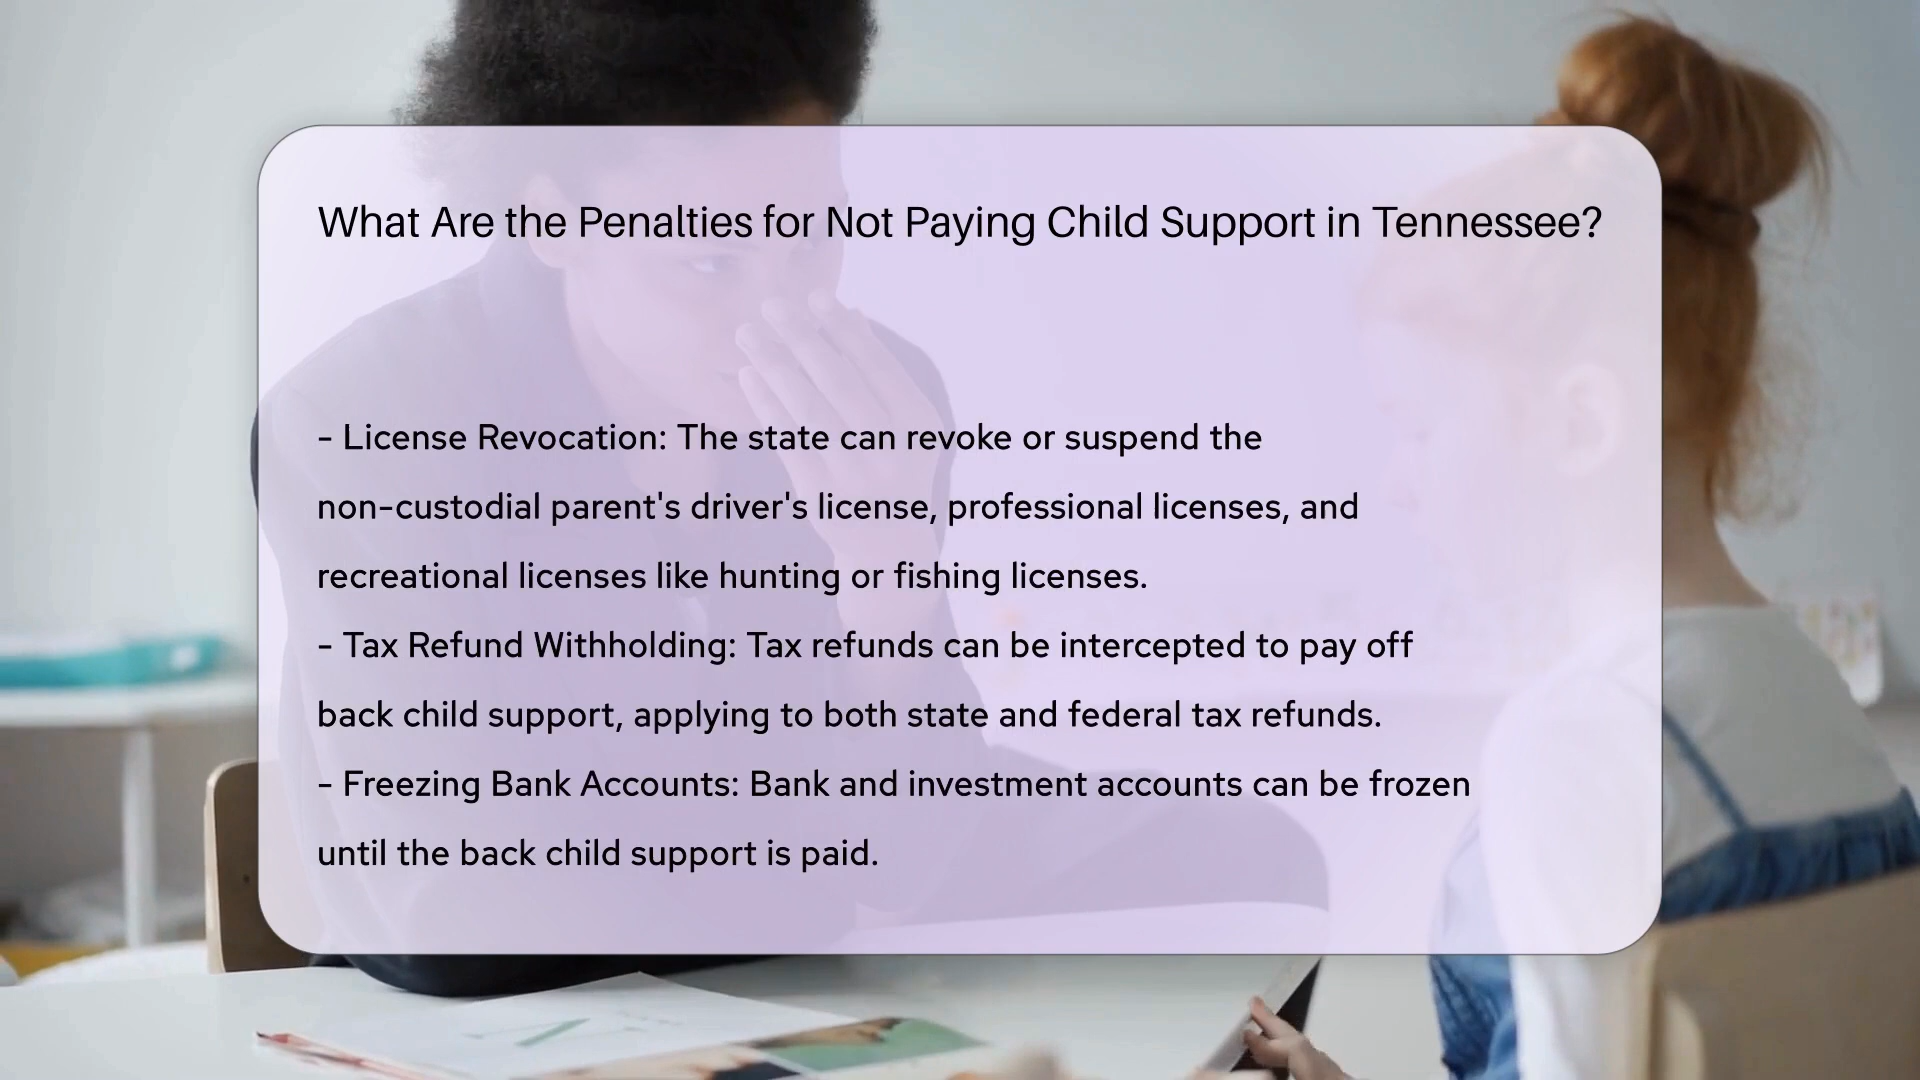 What Are the Penalties for Not Paying Child Support in Tennessee?
- License Revocation: The state can revoke or suspend the
non-custodial parent's driver's license, professional licenses, and
recreational licenses like hunting or fishing licenses.
- Tax Refund Withholding: Tax refunds can be intercepted to pay off
back child support, applying to both state and federal tax refunds.
- Freezing Bank Accounts: Bank and investment accounts can be frozen
until the back child support is paid.